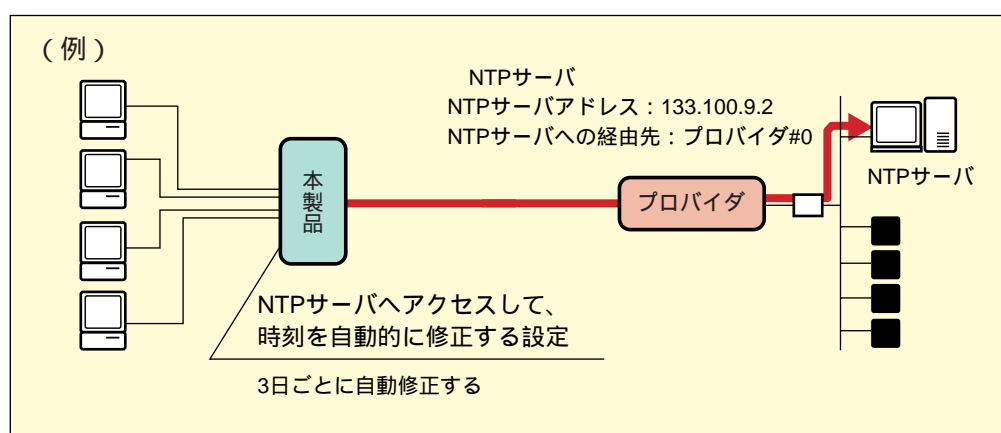 (例)
NTPサーバ
NTPサーバアドレス：133.100.9.2
NTPサーバへの経由先：プロバイダ#0
本製品
プロバイダ
NTPサーバ
NTPサーバへアクセスして、
時刻を自動的に修正する設定
3日ごとに自動修正する